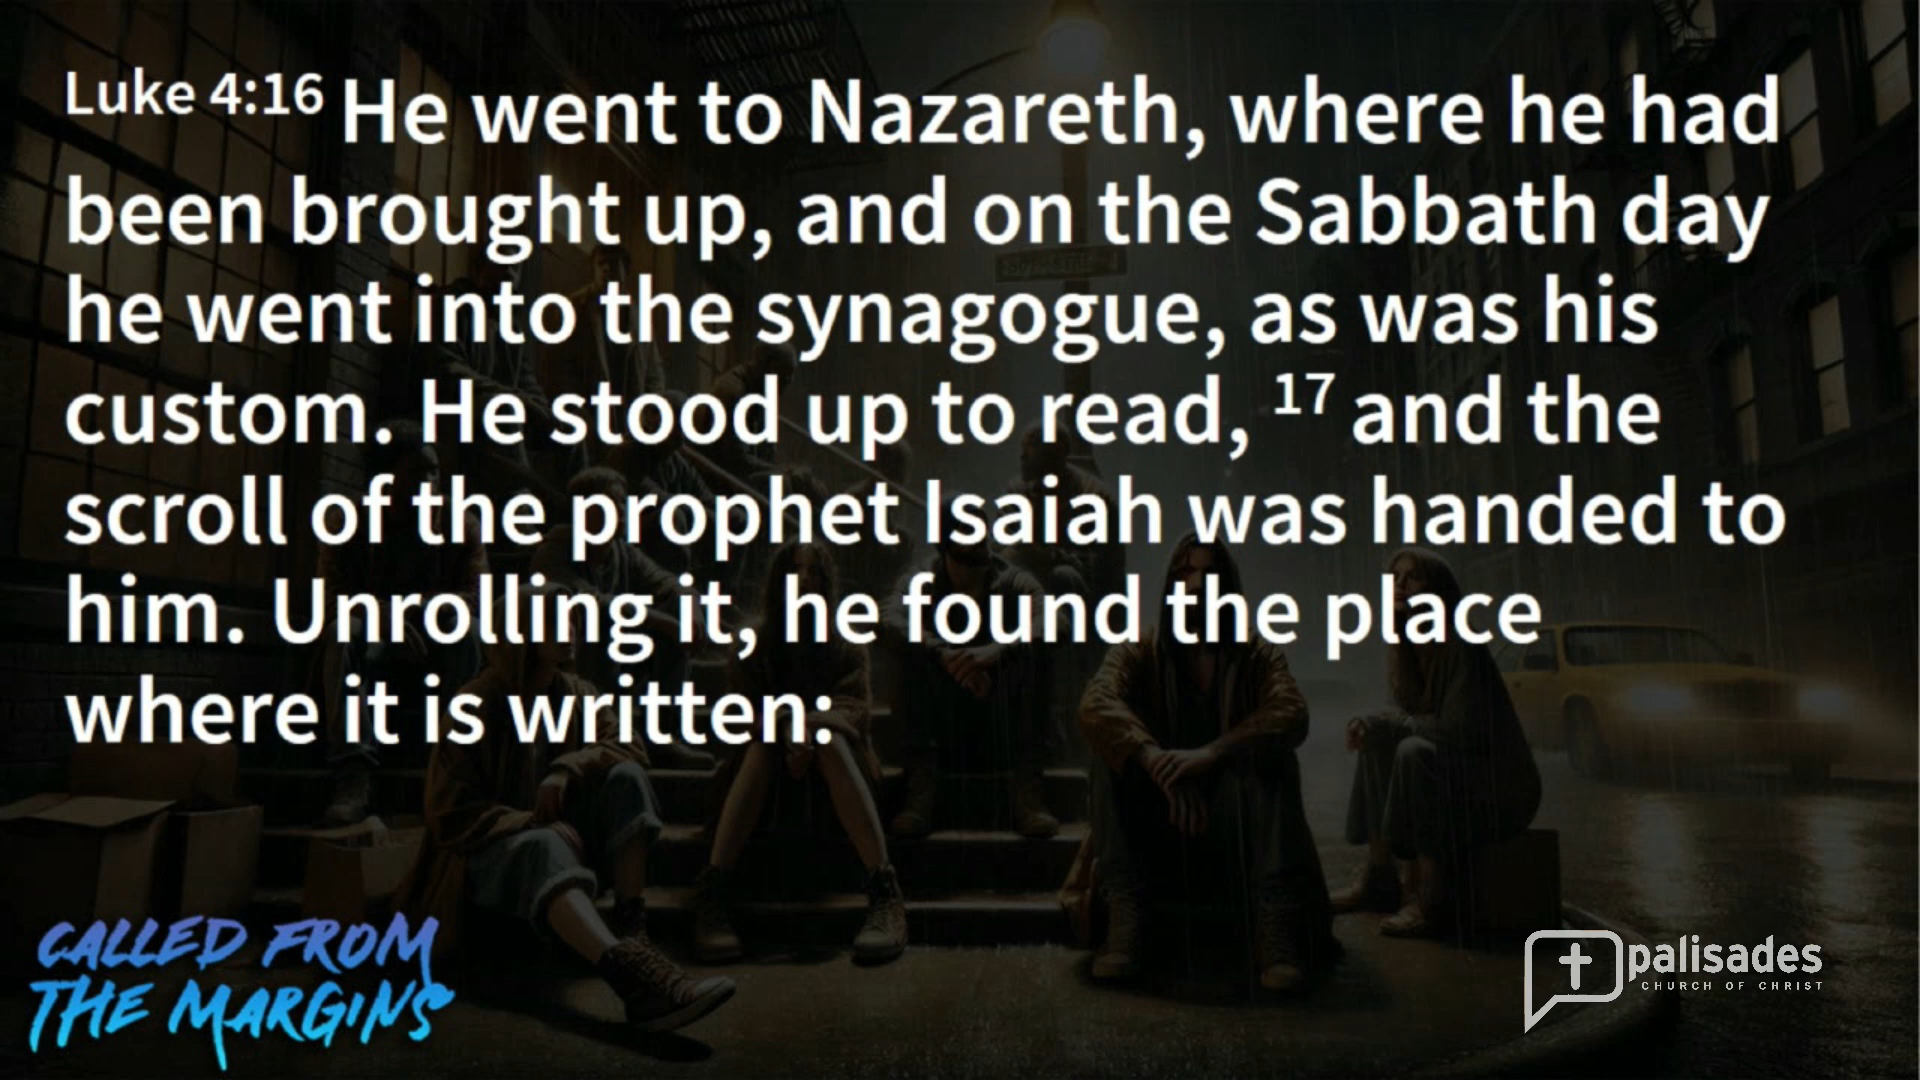 Luke 4:16 He went to Nazareth, where he had
been brought up, and on the Sabbath day
he went into the synagogue, as was his
custom. He stood up to read, 17 and the
scroll of the prophet Isaiah was handed to
him. Unrolling it, he found the place
where it is written:
CALLED FROM
THE MARGINS
palisades
CHURCH OF CHRIST